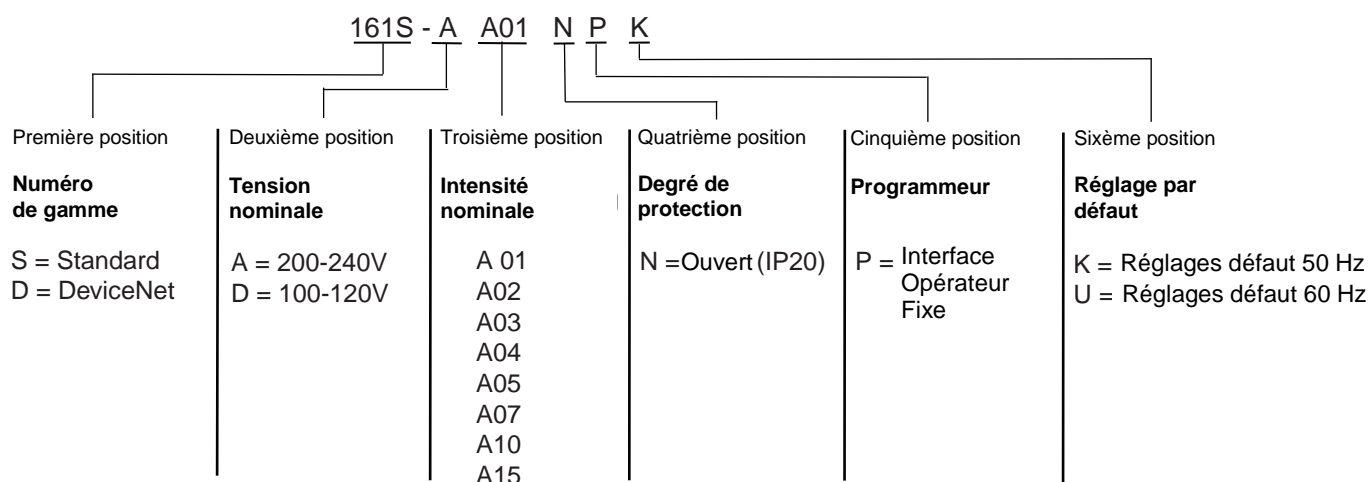 161S - A A01 N P K
Première position
Numéro
de gamme
S = Standard
D = DeviceNet
Deuxième position
Tension
nominale
A = 200-240V
D = 100-120V
Troisième position
Intensité
nominale
A 01
A02
A03
A04
A05
A07
A10
A15
Quatrième position
Degré de
protection
N =Ouvert (IP20)
Cinquième position
Programmeur
P = Interface
Opérateur
Fixe
Sixème position
Réglage par
défaut
K = Réglages défaut 50 Hz
U = Réglages défaut 60 Hz